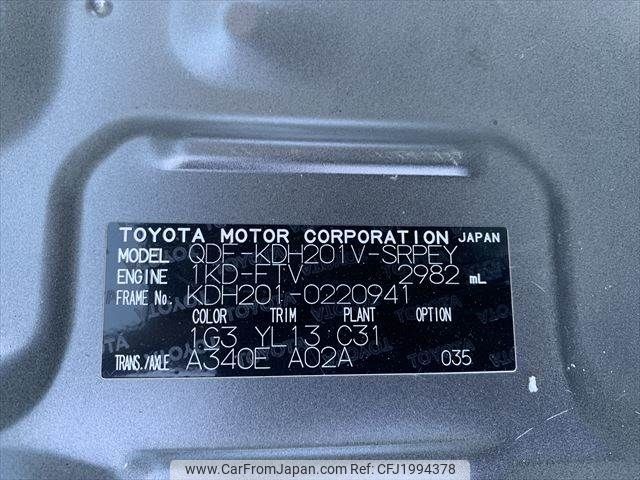 TOYOTA MOTOR CORPORATION JAPAN
MODEL QDF-KDH201V-SRPEY
ENGINE 1KD-FTV 2982 mL
FRAME No. KDH201-0220941
COLOR TRIM PLANT OPTION
1G3 YL13 C31
TRANS./AXLE A340E A02A 035
www.CarFromJapan.com Ref: CFJ1994378